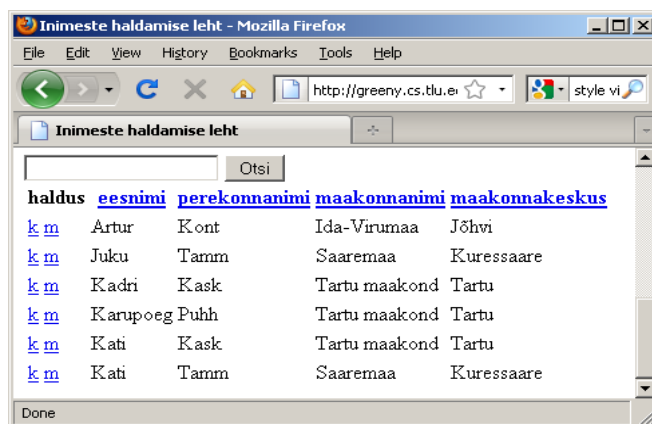 Inimeste haldamise leht - Mozilla Firefox
File Edit View History Bookmarks Tools Help
http://greeny.cs.tlu.e style vi
Inimeste haldamise leht
Otsi
haldus eesnimi perekonnanimi maakonnanimi maakonnakeskus
k m Artur Kont Ida-Virumaa Jõhvi
k m Juku Tamm Saaremaa Kuressaare
k m Kadri Kask Tartu maakond Tartu
k m Karupoeg Puhh Tartu maakond Tartu
k m Kati Kask Tartu maakond Tartu
k m Kati Tamm Saaremaa Kuressaare
Done